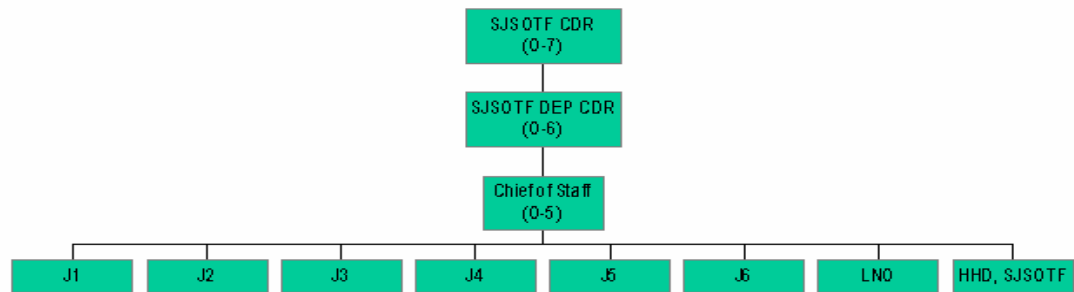 SJSOTF CDR
(O-7)
SJSOTF DEP CDR
(O-6)
Chief of Staff
(O-5)
J1
J2
J3
J4
J5
J6
LNO
HHD, SJSOTF